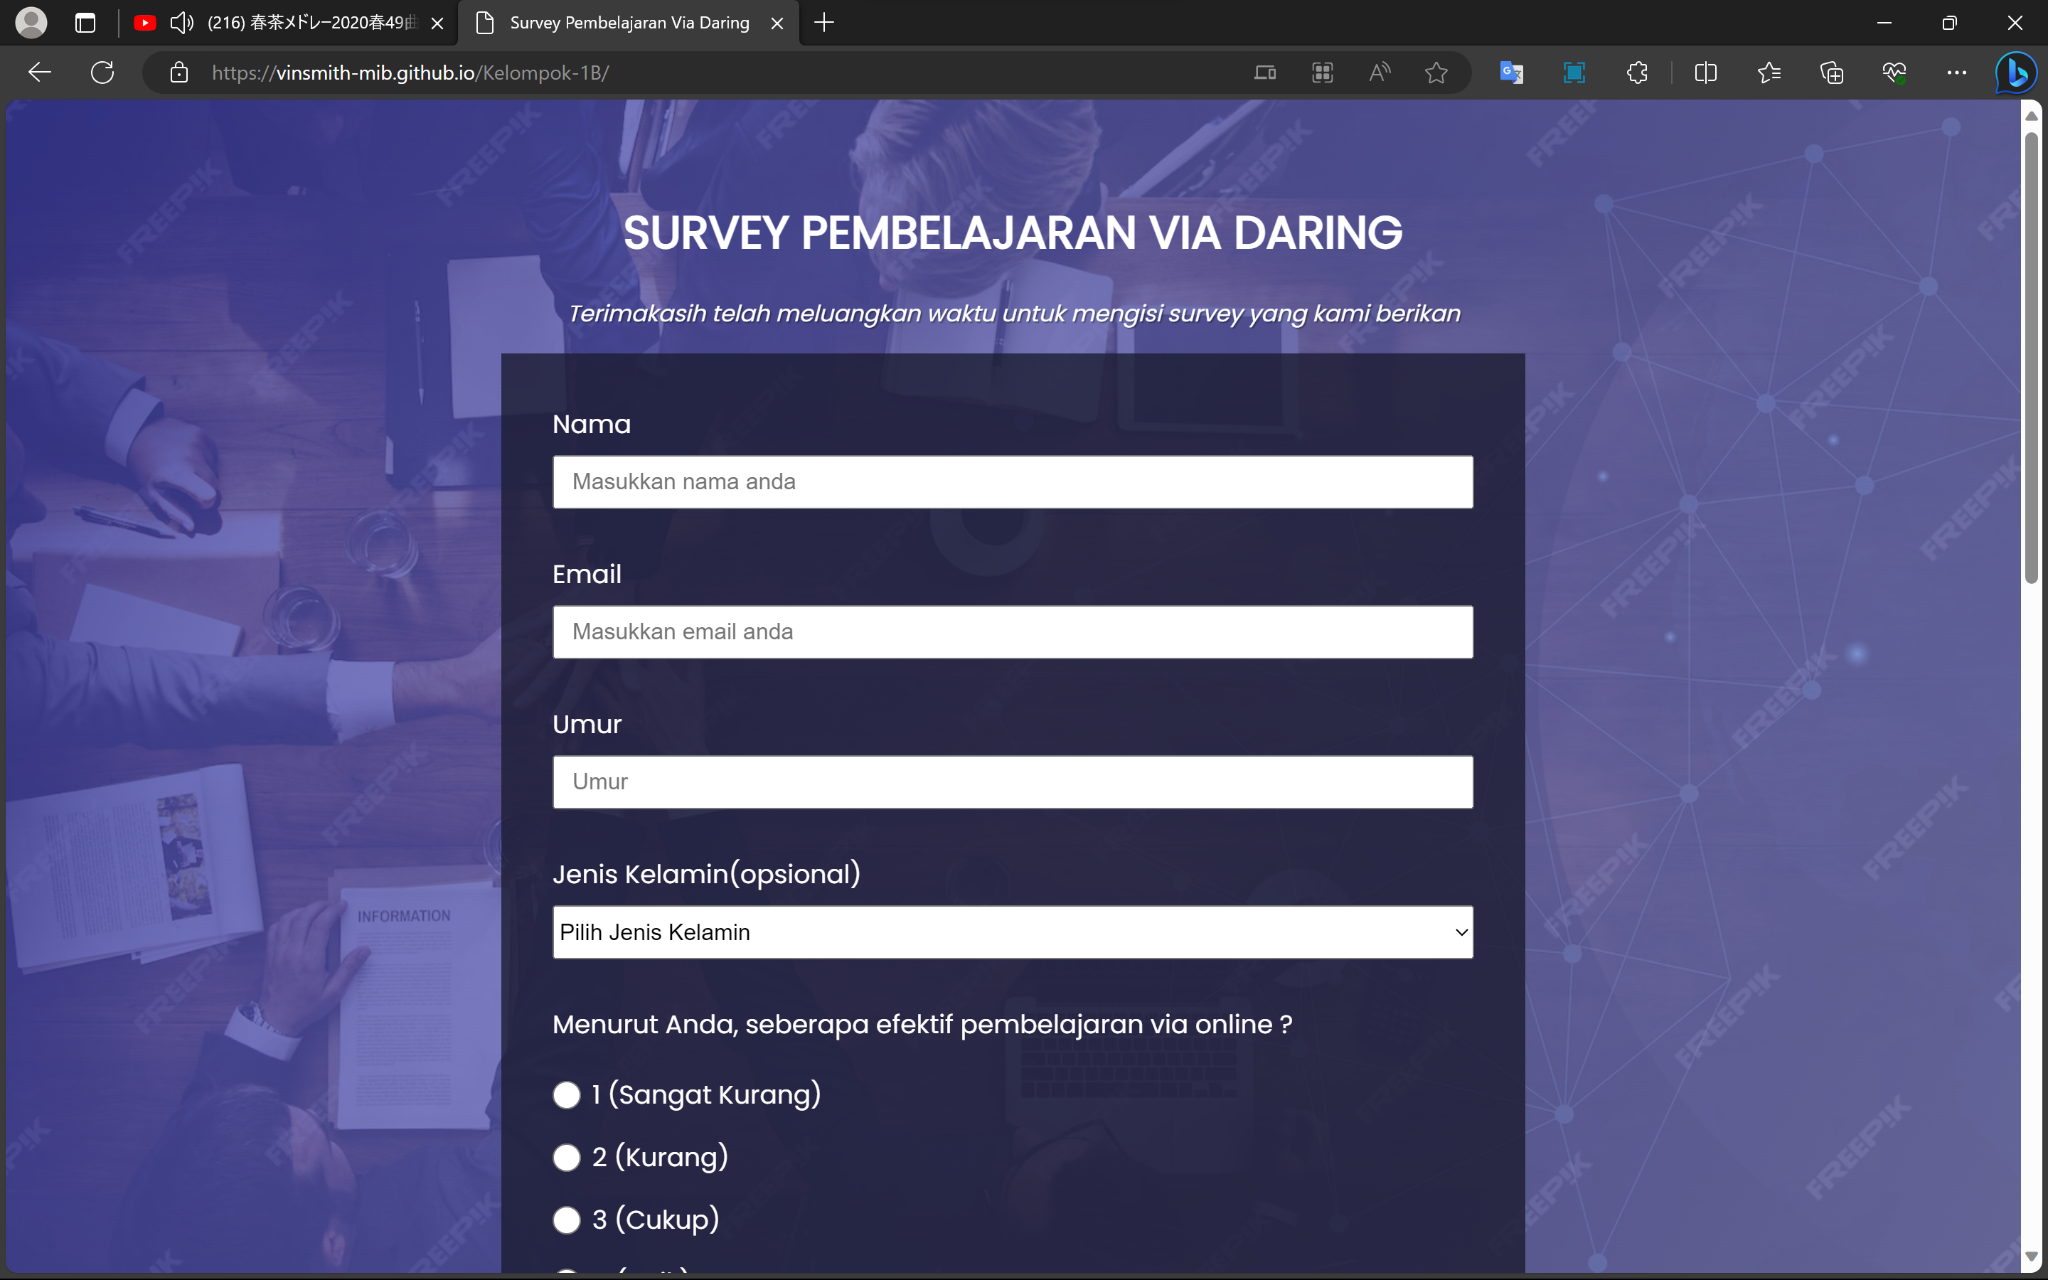 (216) 春茶メドレー2020春49曲
Survey Pembelajaran Via Daring
https://vinsmith-mib.github.io/Kelompok-1B/
SURVEY PEMBELAJARAN VIA DARING
Terimakasih telah meluangkan waktu untuk mengisi survey yang kami berikan
Nama
Masukkan nama anda
Email
Masukkan email anda
Umur
Umur
Jenis Kelamin(opsional)
Pilih Jenis Kelamin
INFORMATION
Menurut Anda, seberapa efektif pembelajaran via online ?
1 (Sangat Kurang)
2 (Kurang)
3 (Cukup)